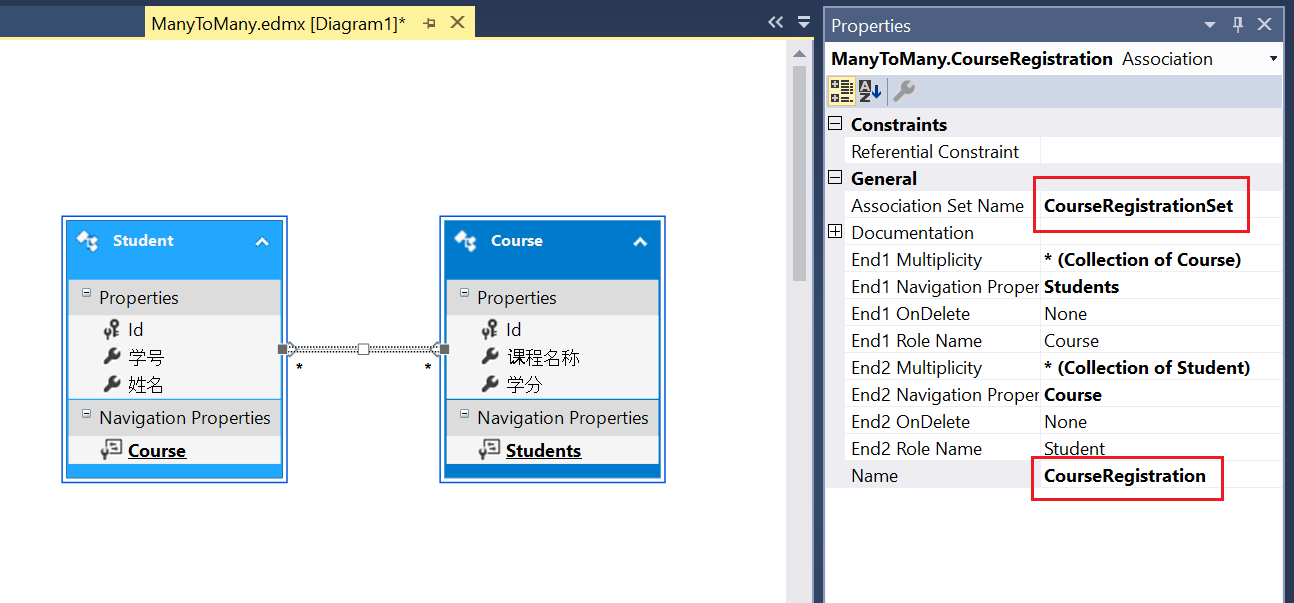 ManyToMany.edmx [Diagram1]*
Student
Properties
Id
学号
姓名
Navigation Properties
Course
*
*
Course
Properties
Id
课程名称
学分
Navigation Properties
Students
Properties
ManyToMany.CourseRegistration Association
Constraints
Referential Constraint
General
Association Set Name CourseRegistrationSet
Documentation
End1 Multiplicity * (Collection of Course)
End1 Navigation Proper Students
End1 OnDelete None
End1 Role Name Course
End2 Multiplicity * (Collection of Student)
End2 Navigation Proper Course
End2 OnDelete None
End2 Role Name Student
Name CourseRegistration